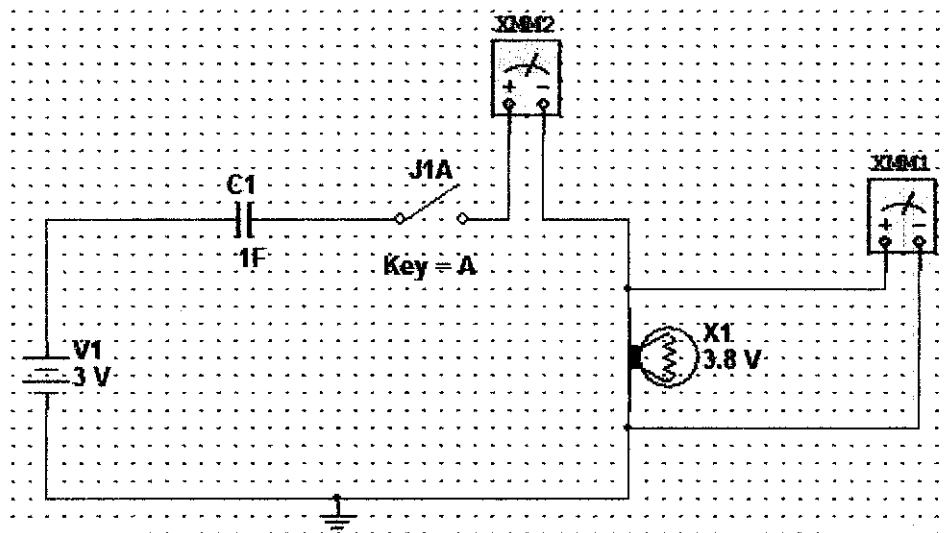 XMM2
XMM1
J1A
C1
1F
Key = A
V1
3 V
X1
3.8 V
+ −
+ −